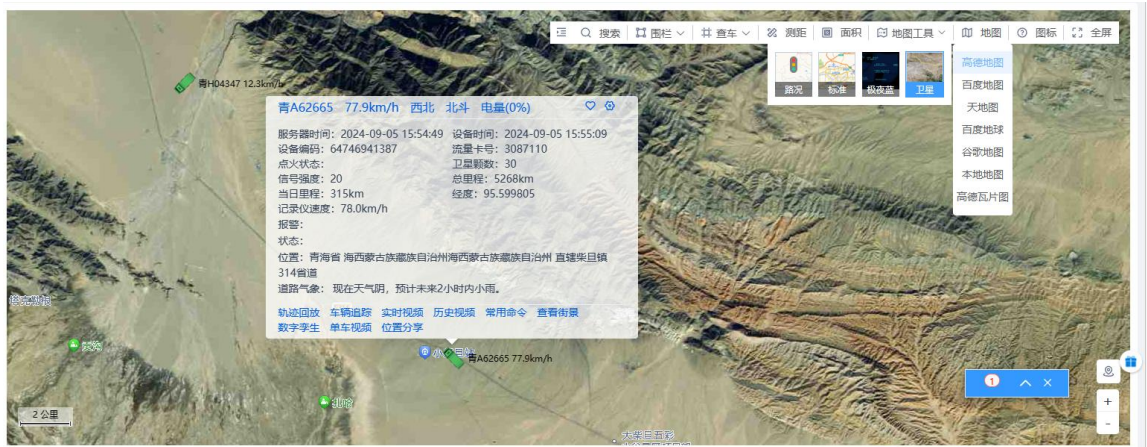 搜索 围栏 查车 测距 面积 地图工具 地图 图标 全屏
路况 标准 极夜蓝 卫星
高德地图
百度地图
天地图
百度地球
谷歌地图
本地地图
高德瓦片图
青H04347 12.3km/h
青A62665 77.9km/h 西北 北斗 电量(0%)
服务器时间：2024-09-05 15:54:49 设备时间：2024-09-05 15:55:09
设备编码：64746941387 流量卡号：3087110
点火状态： 卫星颗数：30
信号强度：20 总里程：5268km
当日里程：315km 经度：95.599805
记录仪速度：78.0km/h
报警：
状态：
位置：青海省 海西蒙古族藏族自治州海西蒙古族藏族自治州 直辖柴旦镇
314省道
道路气象： 现在天气阴，预计未来2小时内小雨。
轨迹回放 车辆追踪 实时视频 历史视频 常用命令 查看街景
数字孪生 单车视频 位置分享
青A62665 77.9km/h
1
2 公里
+
-
大柴旦五彩